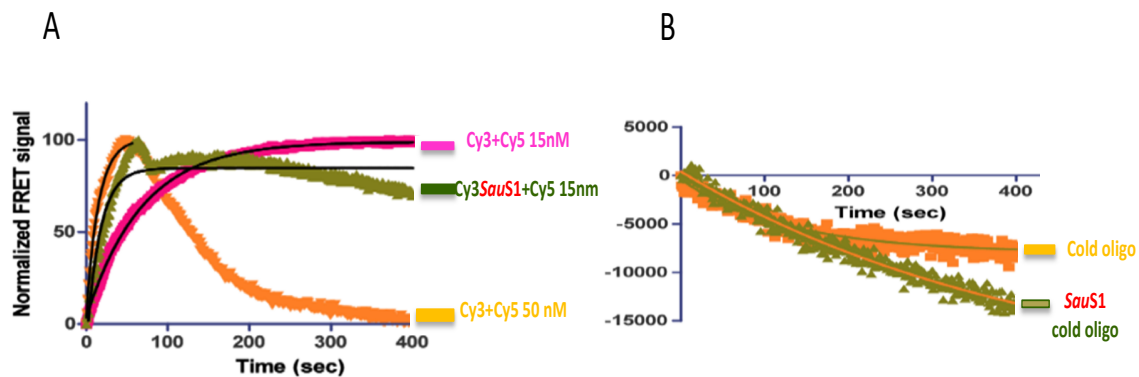 A
B
Normalized FRET signal
100
50
0
0
100
200
300
400
Time (sec)
Cy3+Cy5 15nM
Cy3SauS1+Cy5 15nm
Cy3+Cy5 50 nM
5000
0
-5000
-10000
-15000
100
200
300
400
Time (sec)
Cold oligo
SauS1
cold oligo